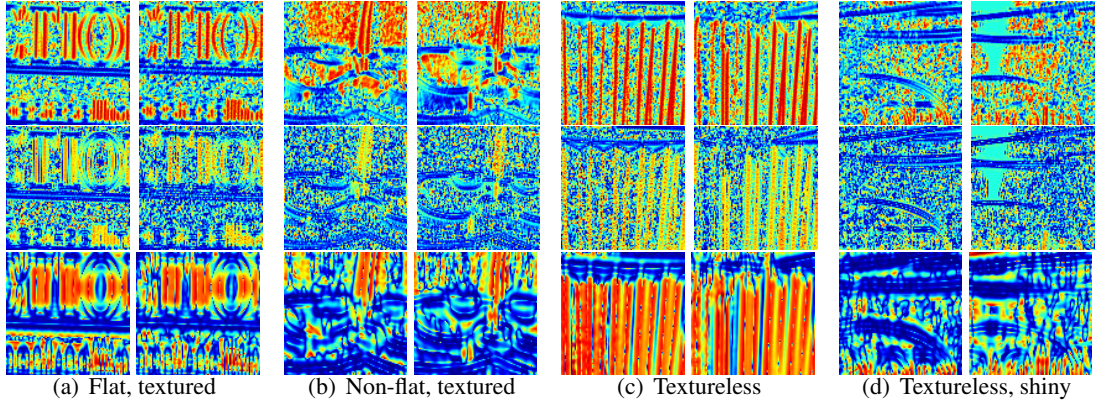 (a) Flat, textured
(b) Non-flat, textured
(c) Textureless
(d) Textureless, shiny